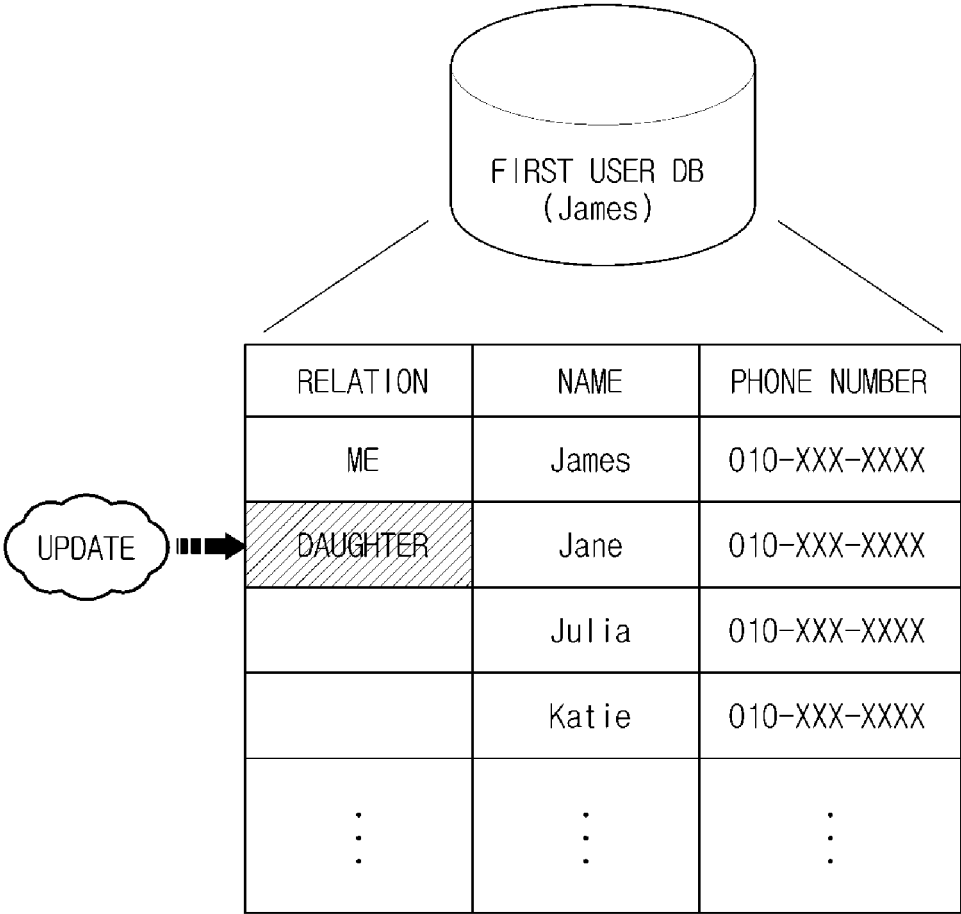 FIRST USER DB
(James)
RELATION NAME PHONE NUMBER
ME James 010-XXX-XXXX
UPDATE DAUGHTER Jane 010-XXX-XXXX
Julia 010-XXX-XXXX
Katie 010-XXX-XXXX